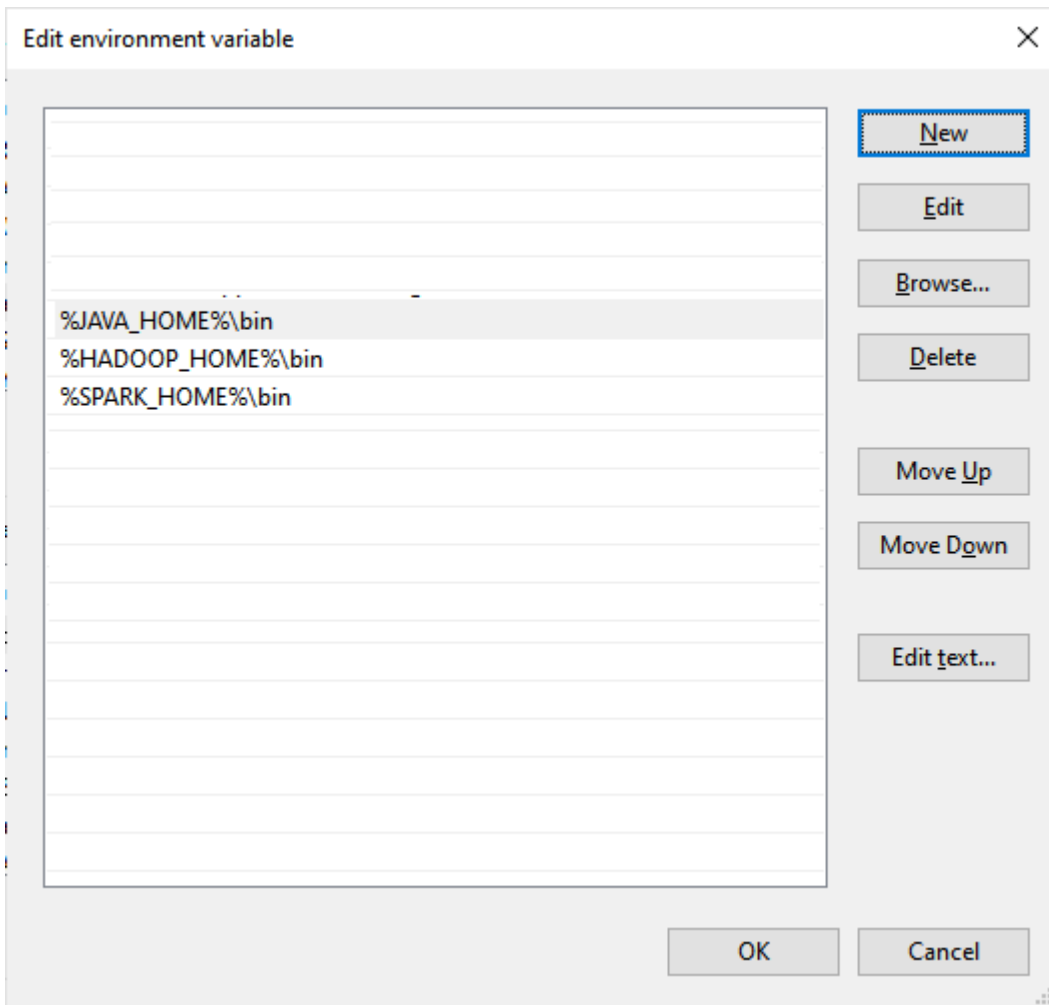 Edit environment variable
New
Edit
Browse...
%JAVA_HOME%\bin
%HADOOP_HOME%\bin
Delete
%SPARK_HOME%\bin
Move Up
Move Down
Edit text...
OK
Cancel